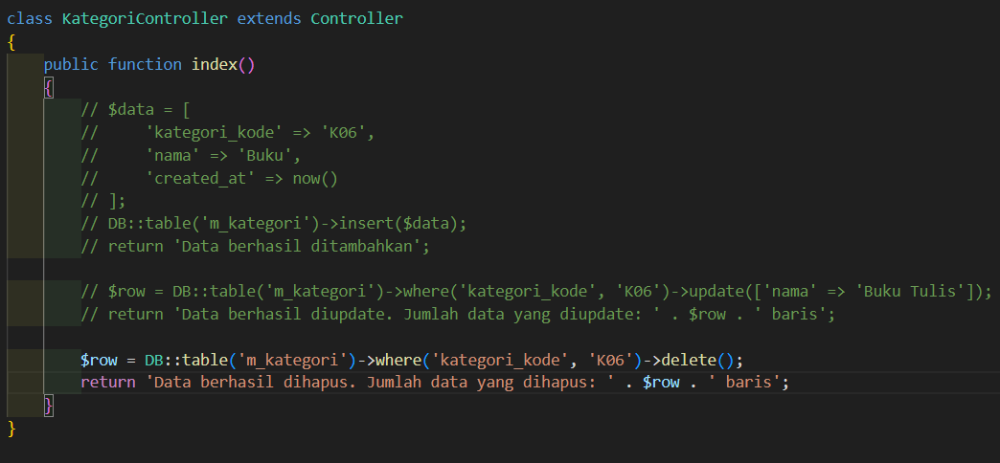 class KategoriController extends Controller
{
    public function index()
    {
        // $data = [
        //     'kategori_kode' => 'K06',
        //     'nama' => 'Buku',
        //     'created_at' => now()
        // ];
        // DB::table('m_kategori')->insert($data);
        // return 'Data berhasil ditambahkan';

        // $row = DB::table('m_kategori')->where('kategori_kode', 'K06')->update(['nama' => 'Buku Tulis']);
        // return 'Data berhasil diupdate. Jumlah data yang diupdate: ' . $row . ' baris';

        $row = DB::table('m_kategori')->where('kategori_kode', 'K06')->delete();
        return 'Data berhasil dihapus. Jumlah data yang dihapus: ' . $row . ' baris';
    }
}